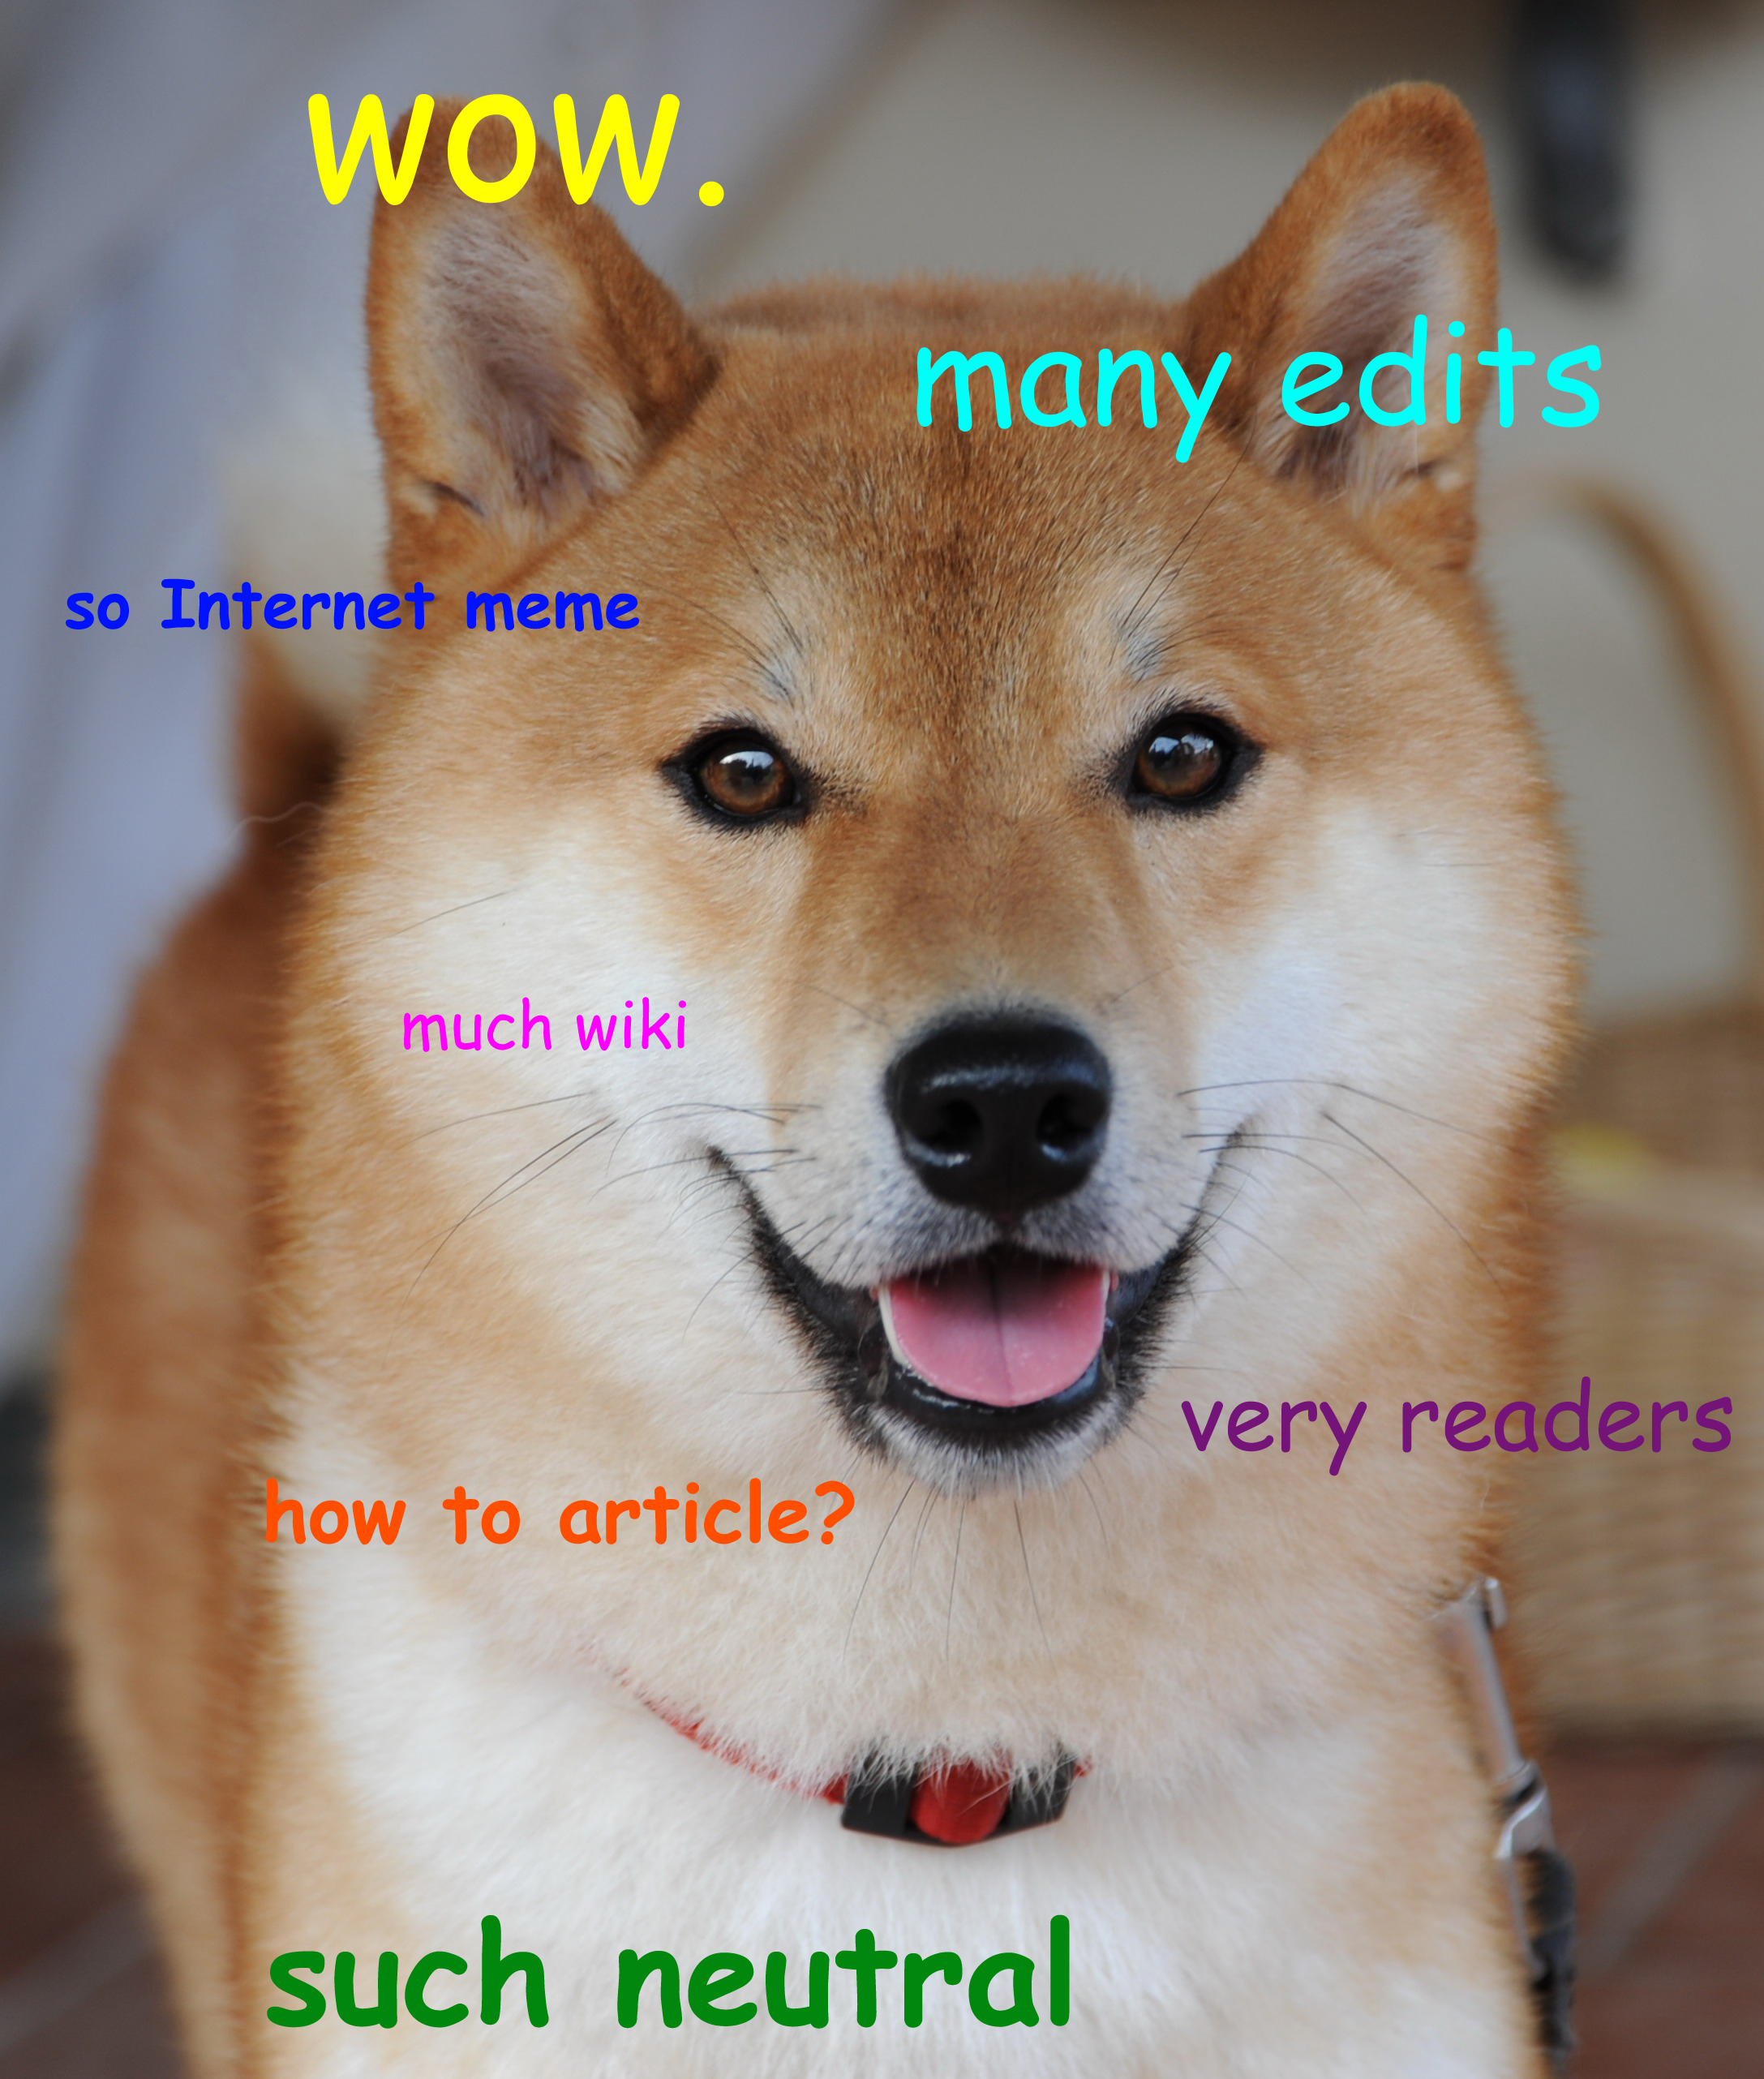 wow.
many edits
so Internet meme
much wiki
very readers
how to article?
such neutral